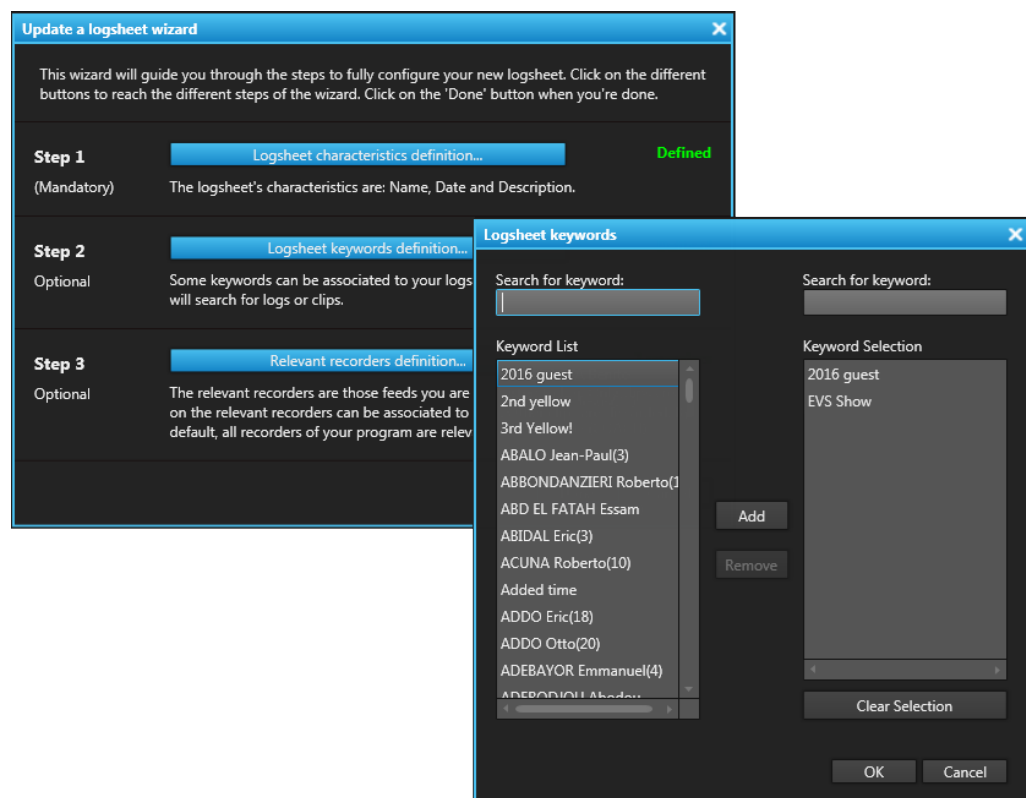 Update a logsheet wizard
This wizard will guide you through the steps to fully configure your new logsheet. Click on the different
buttons to reach the different steps of the wizard. Click on the 'Done' button when you're done.
Step 1
Logsheet characteristics definition...
Defined
(Mandatory)
The logsheet's characteristics are: Name, Date and Description.
Step 2
Logsheet keywords definition...
Optional
Some keywords can be associated to your logs
will search for logs or clips.
Step 3
Relevant recorders definition...
Optional
The relevant recorders are those feeds you are
on the relevant recorders can be associated to
default, all recorders of your program are relev
Logsheet keywords
Search for keyword:
Keyword List
2016 guest
2nd yellow
3rd Yellow!
ABALO Jean-Paul(3)
ABBONDANZIERI Roberto(1
ABD EL FATAH Essam
ABIDAL Eric(3)
ACUNA Roberto(10)
Added time
ADDO Eric(18)
ADDO Otto(20)
ADEBAYOR Emmanuel(4)
Add
Remove
Search for keyword:
Keyword Selection
2016 guest
EVS Show
Clear Selection
OK
Cancel